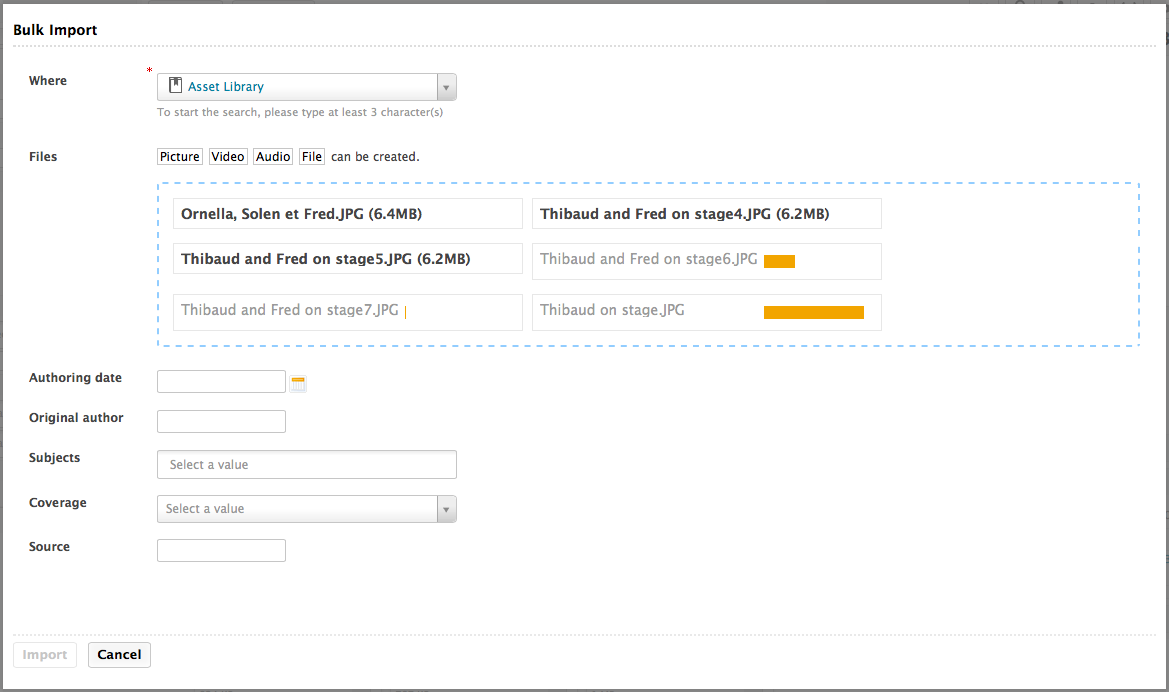 Bulk Import
Where *
Asset Library
To start the search, please type at least 3 character(s)
Files
Picture Video Audio File can be created.
Ornella, Solen et Fred.JPG (6.4MB) Thibaud and Fred on stage4.JPG (6.2MB)
Thibaud and Fred on stage5.JPG (6.2MB) Thibaud and Fred on stage6.JPG
Thibaud and Fred on stage7.JPG Thibaud on stage.JPG
Authoring date
Original author
Subjects Select a value
Coverage Select a value
Source
Import Cancel